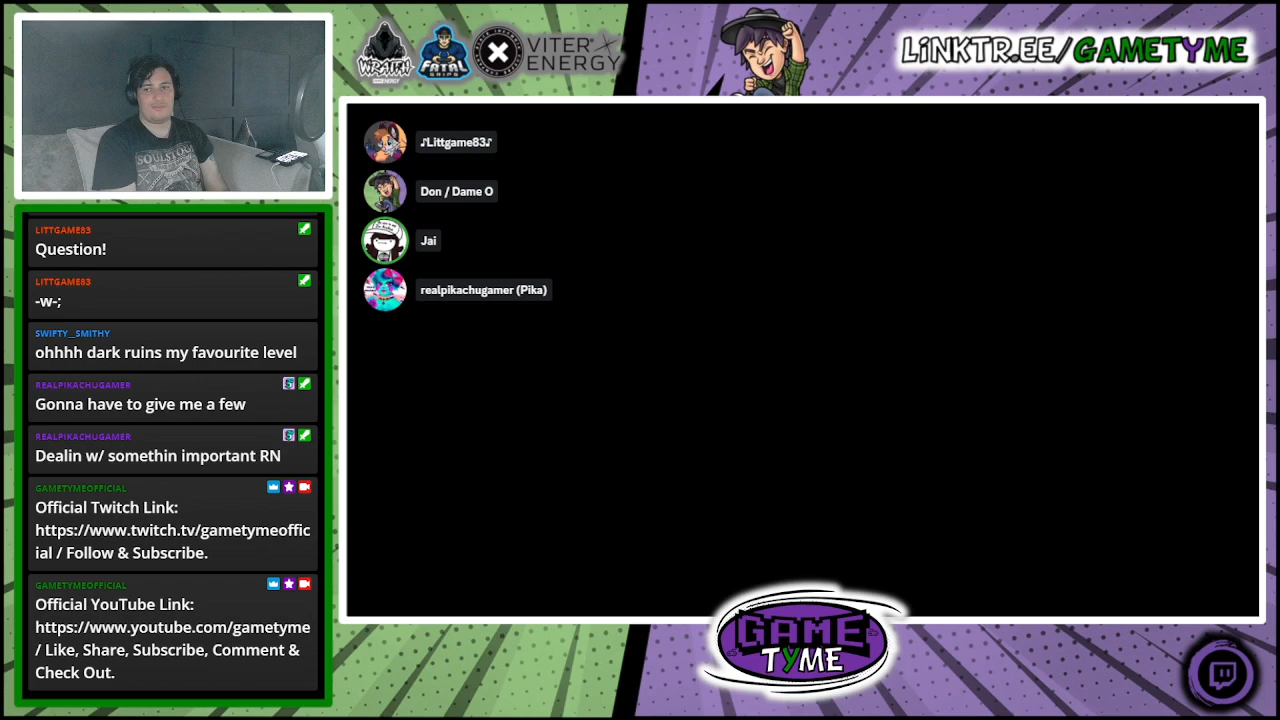 WRAITH
FATAL
GRIPS
VITER
ENERGY
LiNKTR.EE/GAMETYME
SOULSTORM
♪Littgame83♪
Don / Dame O
Jai
realpikachugamer (Pika)
LITTGAME83
Question!
LITTGAME83
-w-;
SWIFTY__SMITHY
ohhhh dark ruins my favourite level
REALPIKACHUGAMER
Gonna have to give me a few
REALPIKACHUGAMER
Dealin w/ somethin important RN
GAMETYMEOFFICIAL
Official Twitch Link:
https://www.twitch.tv/gametymeoffic
ial / Follow & Subscribe.
GAMETYMEOFFICIAL
Official YouTube Link:
https://www.youtube.com/gametyme
/ Like, Share, Subscribe, Comment &
Check Out.
GAME
TYME